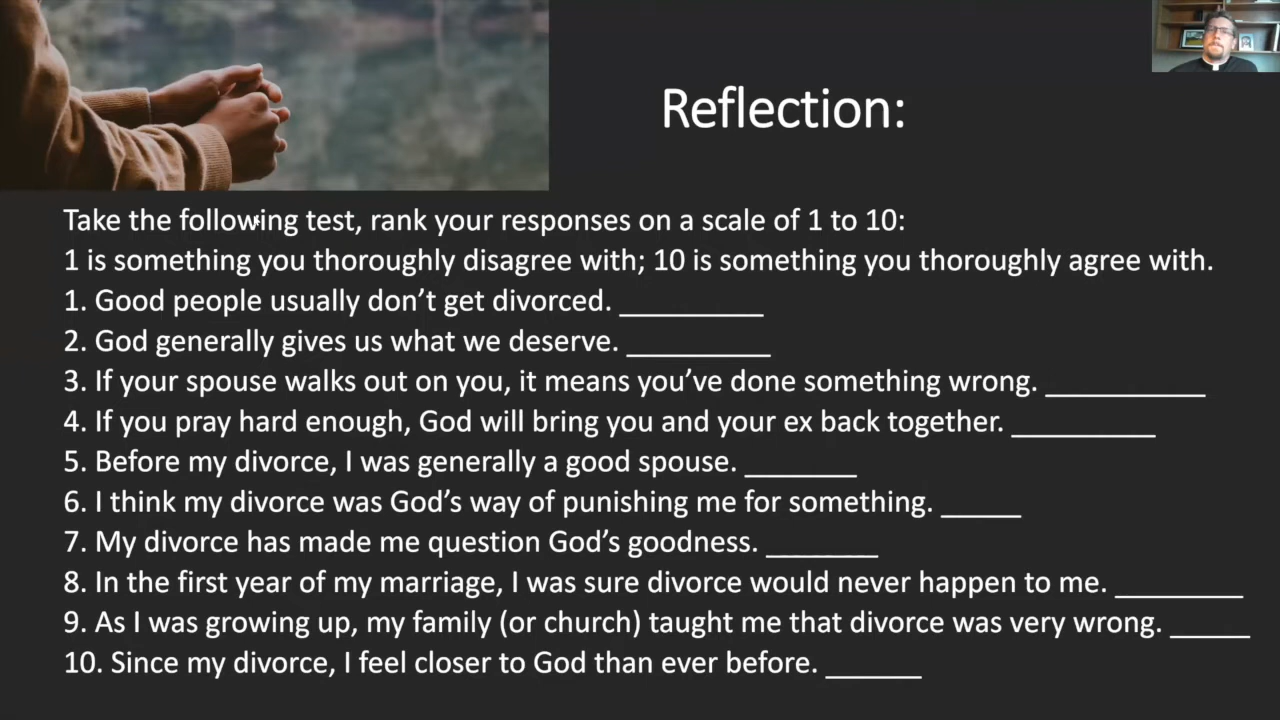 Reflection:
Take the following test, rank your responses on a scale of 1 to 10:
1 is something you thoroughly disagree with; 10 is something you thoroughly agree with.
1. Good people usually don’t get divorced. _________
2. God generally gives us what we deserve. _________
3. If your spouse walks out on you, it means you’ve done something wrong. __________
4. If you pray hard enough, God will bring you and your ex back together. _________
5. Before my divorce, I was generally a good spouse. _______
6. I think my divorce was God’s way of punishing me for something. _____
7. My divorce has made me question God’s goodness. _______
8. In the first year of my marriage, I was sure divorce would never happen to me. ________
9. As I was growing up, my family (or church) taught me that divorce was very wrong. _____
10. Since my divorce, I feel closer to God than ever before. ______